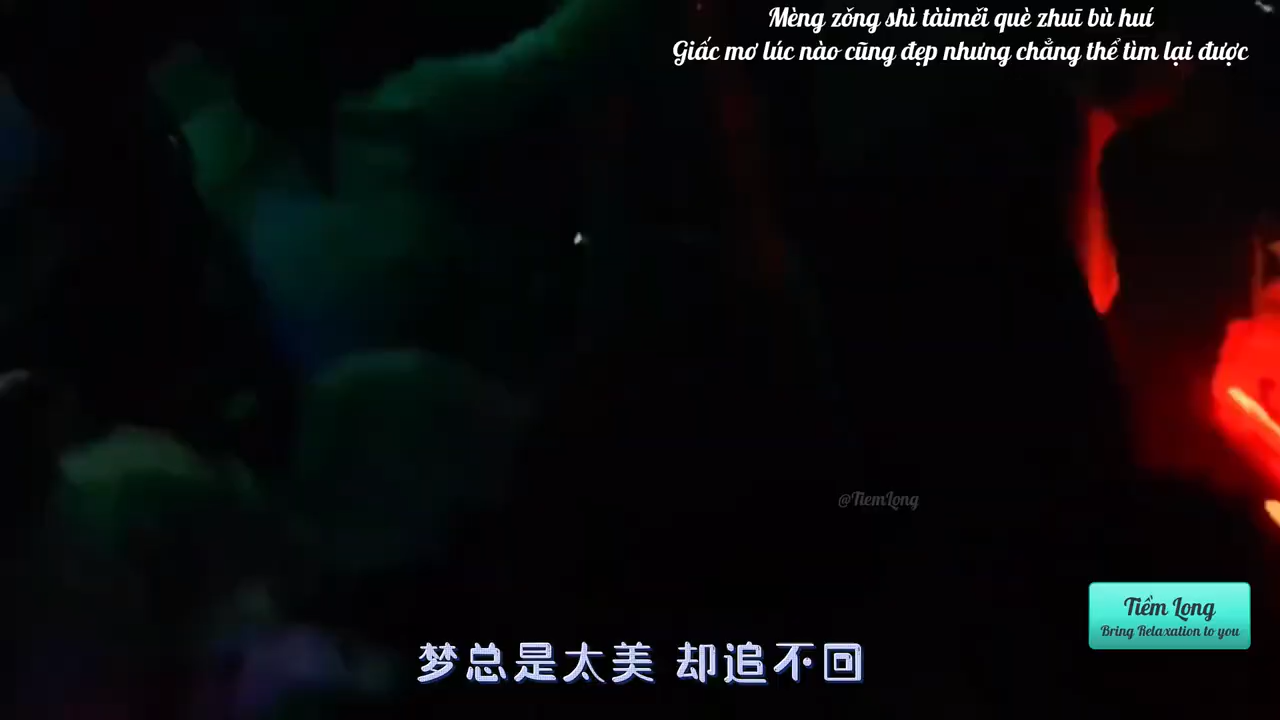 Mèng zǒng shì tàiměi què zhuī bù huí
Giấc mơ lúc nào cũng đẹp nhưng chẳng thể tìm lại được
@TiemLong
Tiềm Long
Bring Relaxation to you
梦总是太美 却追不回